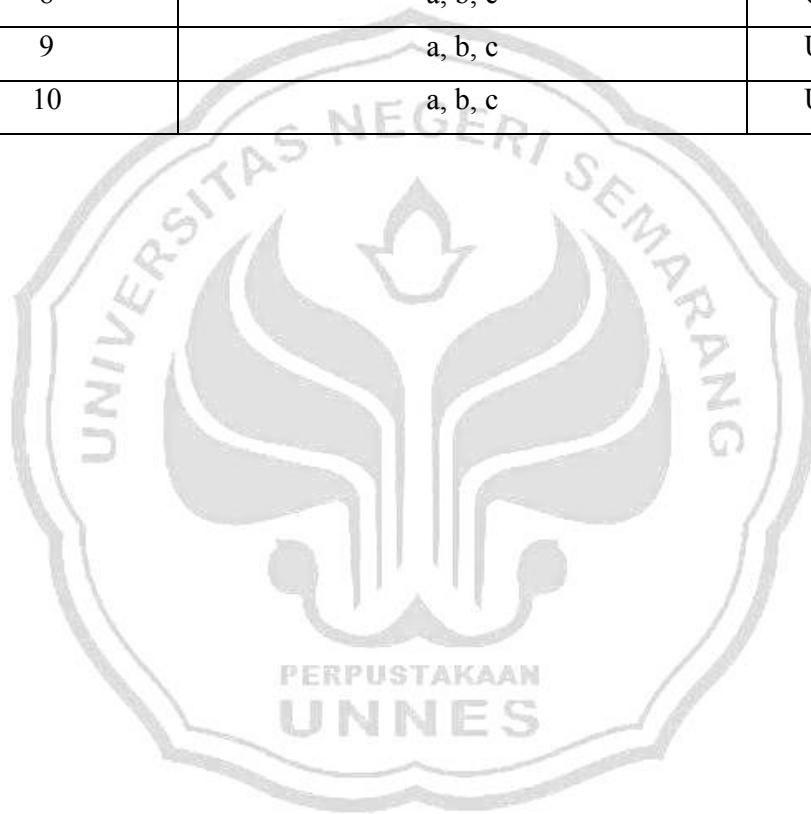 a, b, c
9 a, b, c U
10 a, b, c U
UNIVERSITAS NEGERI SEMARANG
PERPUSTAKAAN
UNNES